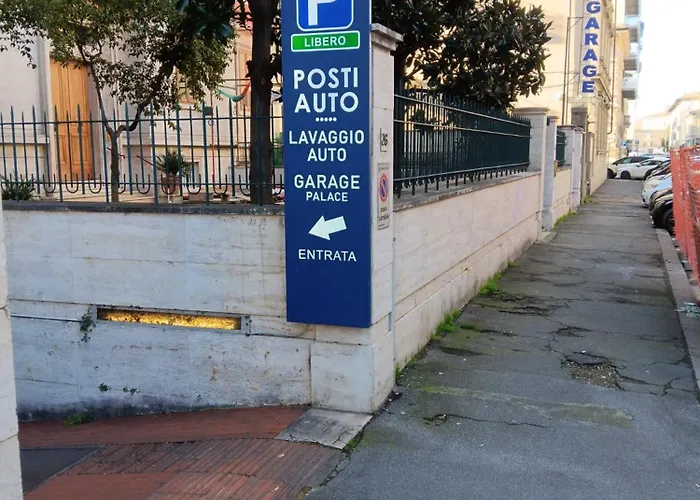 P
LIBERO
POSTI
AUTO
LAVAGGIO
AUTO
GARAGE
PALACE
ENTRATA
GARAGE